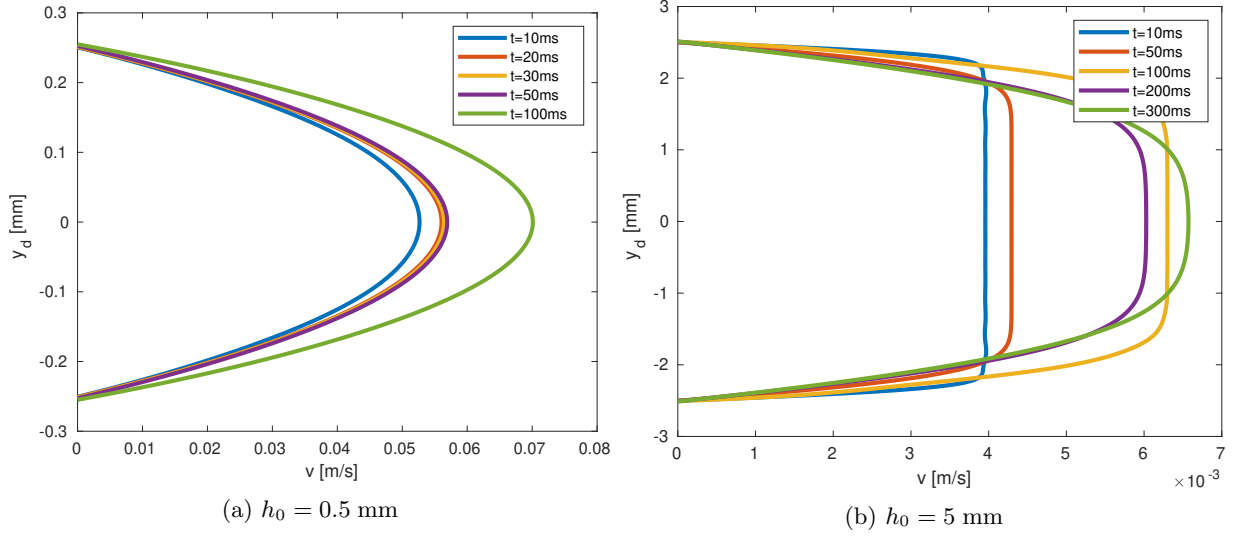 0.3
0.2
0.1
0
-0.1
-0.2
-0.3
y_d [mm]
0 0.01 0.02 0.03 0.04 0.05 0.06 0.07 0.08
v [m/s]
t=10ms
t=20ms
t=30ms
t=50ms
t=100ms
(a) h₀ = 0.5 mm
3
2
1
0
-1
-2
-3
y_d [mm]
0 1 2 3 4 5 6 7
v [m/s]
×10⁻³
t=10ms
t=50ms
t=100ms
t=200ms
t=300ms
(b) h₀ = 5 mm